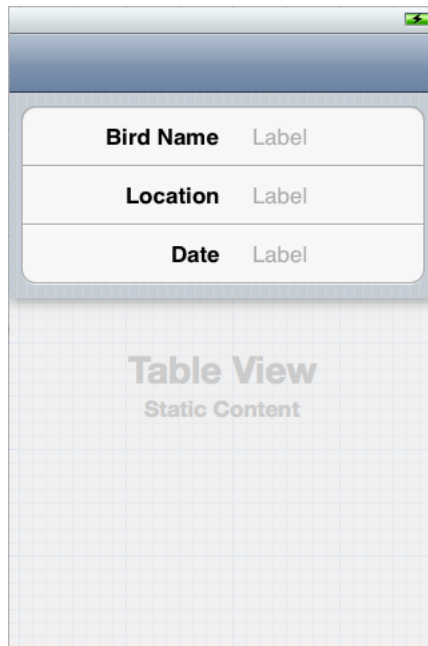 Bird Name Label
Location Label
Date Label
Table View
Static Content